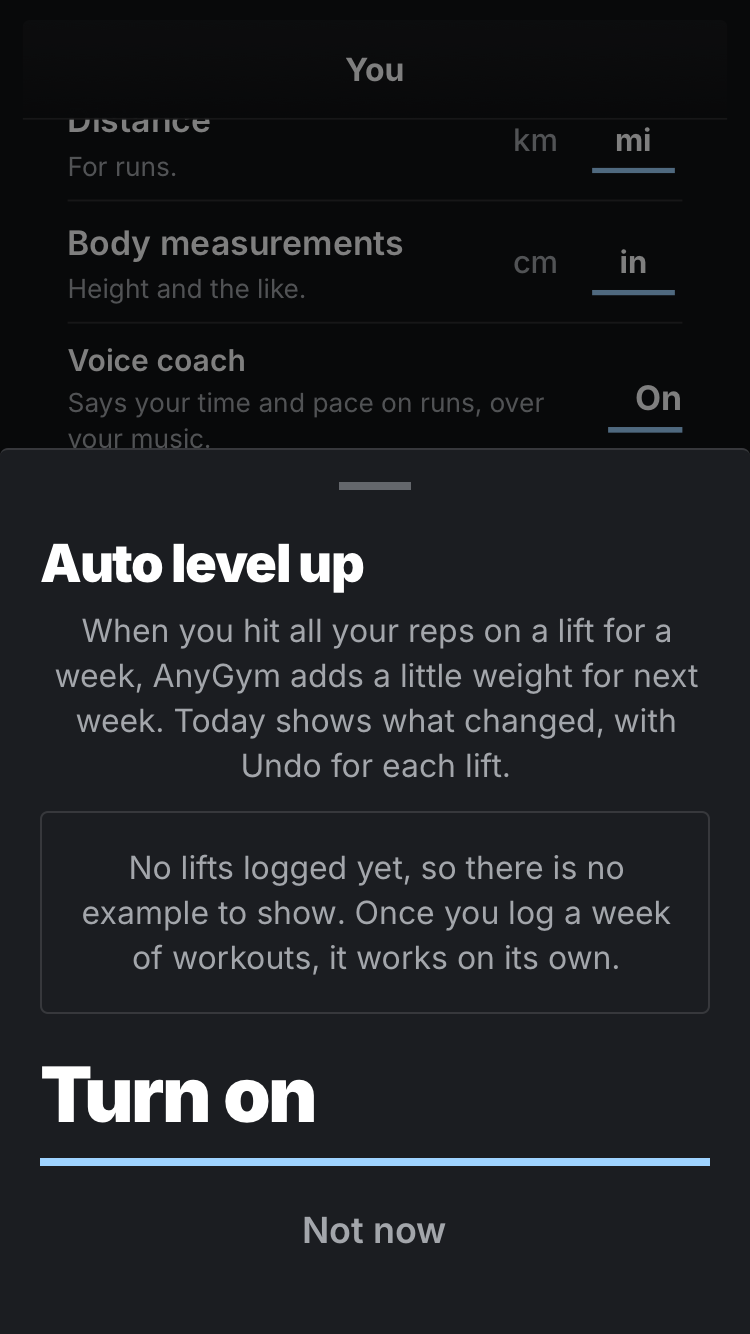 You
Distance
km
mi
For runs.
Body measurements
cm
in
Height and the like.
Voice coach
Says your time and pace on runs, over
your music.
On
Auto level up
When you hit all your reps on a lift for a
week, AnyGym adds a little weight for next
week. Today shows what changed, with
Undo for each lift.
No lifts logged yet, so there is no
example to show. Once you log a week
of workouts, it works on its own.
Turn on
Not now